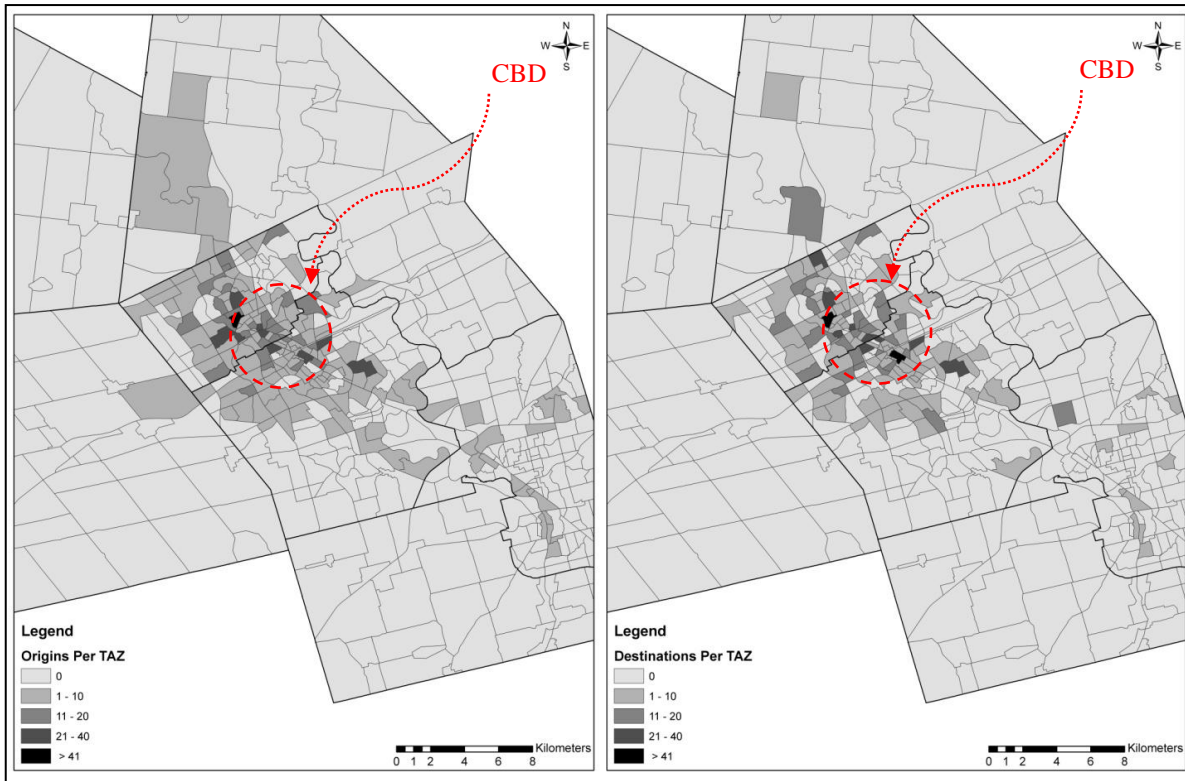 N
W E
S
CBD
Legend
Origins Per TAZ
0
1 - 10
11 - 20
21 - 40
> 41
Kilometers
0 1 2 4 6 8
N
W E
S
CBD
Legend
Destinations Per TAZ
0
1 - 10
11 - 20
21 - 40
> 41
Kilometers
0 1 2 4 6 8